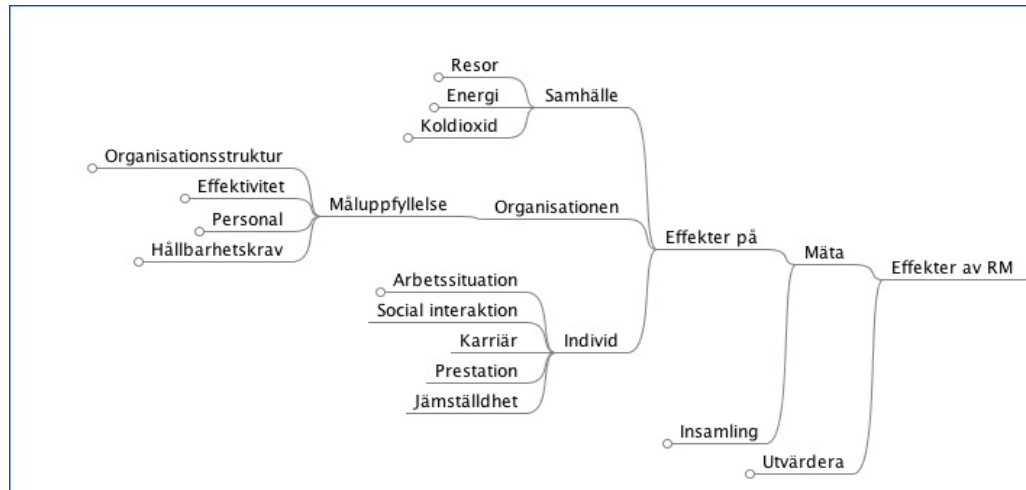 Resor
Energi
Samhälle
Koldioxid
Organisationsstruktur
Effektivitet
Måluppfyllelse
Organisationen
Personal
Hållbarhetskrav
Effekter på
Mäta
Effekter av RM
Arbetssituation
Social interaktion
Karriär
Individ
Prestation
Jämställdhet
Insamling
Utvärdera